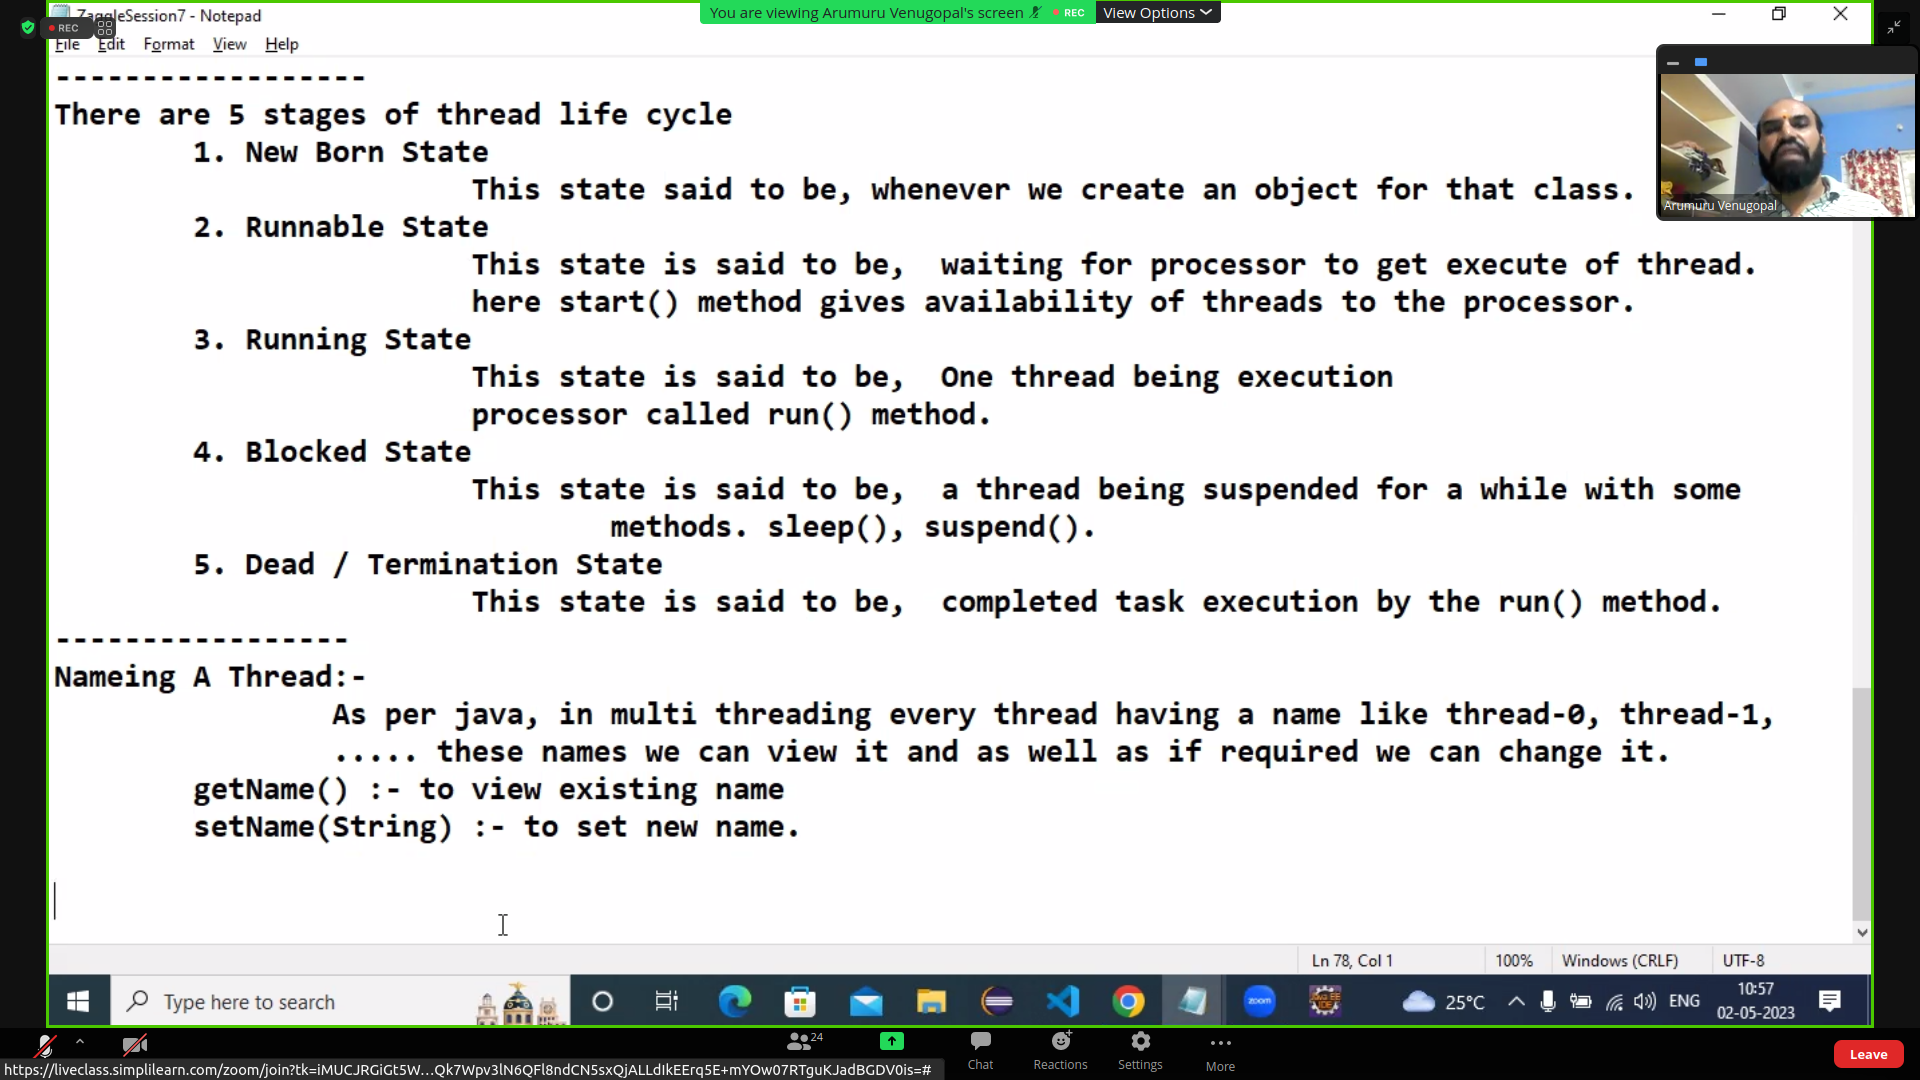 ZaggleSession7 - Notepad
You are viewing Arumuru Venugopal's screen
REC
View Options
REC
File Edit Format View Help
------------------
There are 5 stages of thread life cycle
1. New Born State
This state said to be, whenever we create an object for that class.
2. Runnable State
This state is said to be,  waiting for processor to get execute of thread.
here start() method gives availability of threads to the processor.
3. Running State
This state is said to be,  One thread being execution
processor called run() method.
4. Blocked State
This state is said to be,  a thread being suspended for a while with some
methods. sleep(), suspend().
5. Dead / Termination State
This state is said to be,  completed task execution by the run() method.
-----------------
Nameing A Thread:-
As per java, in multi threading every thread having a name like thread-0, thread-1,
..... these names we can view it and as well as if required we can change it.
getName() :- to view existing name
setName(String) :- to set new name.
Arumuru Venugopal
Ln 78, Col 1
100%
Windows (CRLF)
UTF-8
Type here to search
zoom
Java EE
IDE
25°C
ENG
10:57
02-05-2023
24
Chat
Reactions
Settings
More
Leave
https://liveclass.simplilearn.com/zoom/join?tk=iMUCJRGiGt5W...Qk7Wpv3lN6QFl8ndCN5sxQjALLdIkEErq5E+mYOw07RTguKJadBGDV0is=#